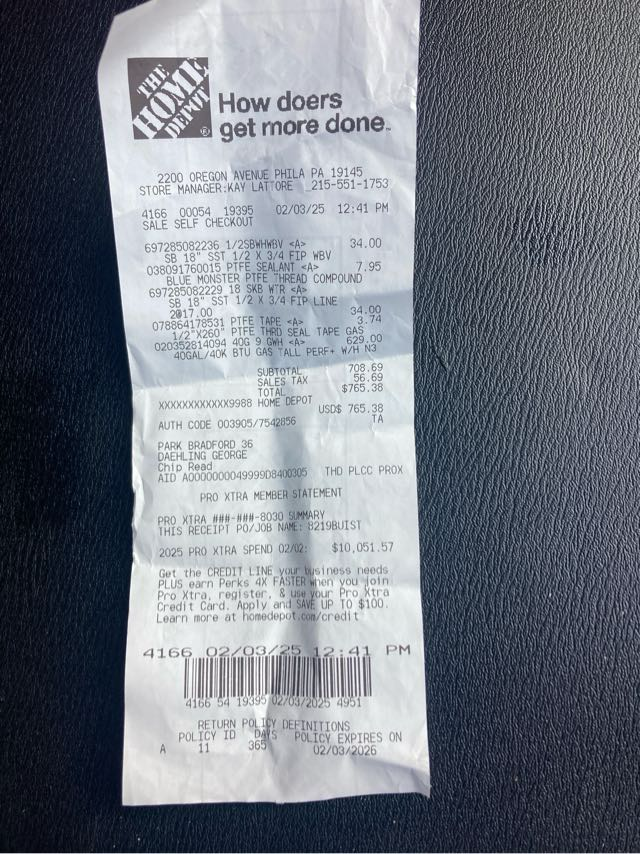 THE
HOME
DEPOT
®
How doers
get more done™
2200 OREGON AVENUE PHILA PA 19145
STORE MANAGER:KAY LATTORE 215-551-1753
4166 00054 19395 02/03/25 12:41 PM
SALE SELF CHECKOUT
697285082236 1/2SBWHWBV <A> 34.00
SB 18" SST 1/2 X 3/4 FIP WBV
038091760015 PTFE SEALANT <A> 7.95
BLUE MONSTER PTFE THREAD COMPOUND
697285082229 18 SKB WTR <A>
SB 18" SST 1/2 X 3/4 FIP LINE
2@17.00 34.00
078864178531 PTFE TAPE <A> 3.74
1/2"X260" PTFE THRD SEAL TAPE GAS
020352814094 40G 9 GWH <A> 629.00
40GAL/40K BTU GAS TALL PERF+ W/H N3
SUBTOTAL 708.69
SALES TAX 56.69
TOTAL $765.38
XXXXXXXXXXXX9988 HOME DEPOT
USD$ 765.38
AUTH CODE 003905/7542856 TA
PARK BRADFORD 36
DAEHLING GEORGE
Chip Read
AID A0000000049999D8400305 THD PLCC PROX
PRO XTRA MEMBER STATEMENT
PRO XTRA ###-###-8030 SUMMARY
THIS RECEIPT PO/JOB NAME: 8219BUIST
2025 PRO XTRA SPEND 02/02: $10,051.57
Get the CREDIT LINE your business needs
PLUS earn Perks 4X FASTER when you join
Pro Xtra, register, & use your Pro Xtra
Credit Card. Apply and SAVE UP TO $100.
Learn more at homedepot.com/credit
4166 02/03/25 12:41 PM
4166 54 19395 02/03/2025 4951
RETURN POLICY DEFINITIONS
POLICY ID DAYS POLICY EXPIRES ON
A 11 365 02/03/2026